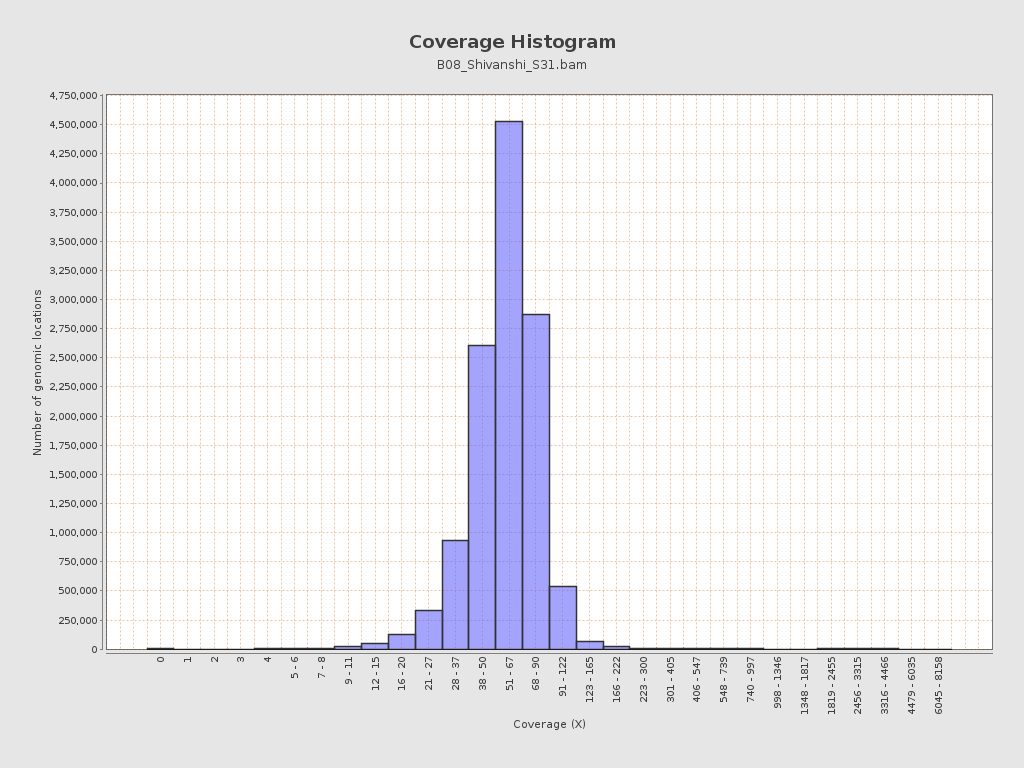 Coverage Histogram
B08_Shivanshi_S31.bam
4,750,000
4,500,000
4,250,000
4,000,000
3,750,000
3,500,000
3,250,000
3,000,000
2,750,000
2,500,000
2,250,000
2,000,000
1,750,000
1,500,000
1,250,000
1,000,000
750,000
500,000
250,000
0
Number of genomic locations
0
1
2
3
4
5 - 6
7 - 8
9 - 11
12 - 15
16 - 20
21 - 27
28 - 37
38 - 50
51 - 67
68 - 90
91 - 122
123 - 165
166 - 222
223 - 300
301 - 405
406 - 547
548 - 739
740 - 997
998 - 1346
1348 - 1817
1819 - 2455
2456 - 3315
3316 - 4466
4479 - 6035
6045 - 8158
Coverage (X)